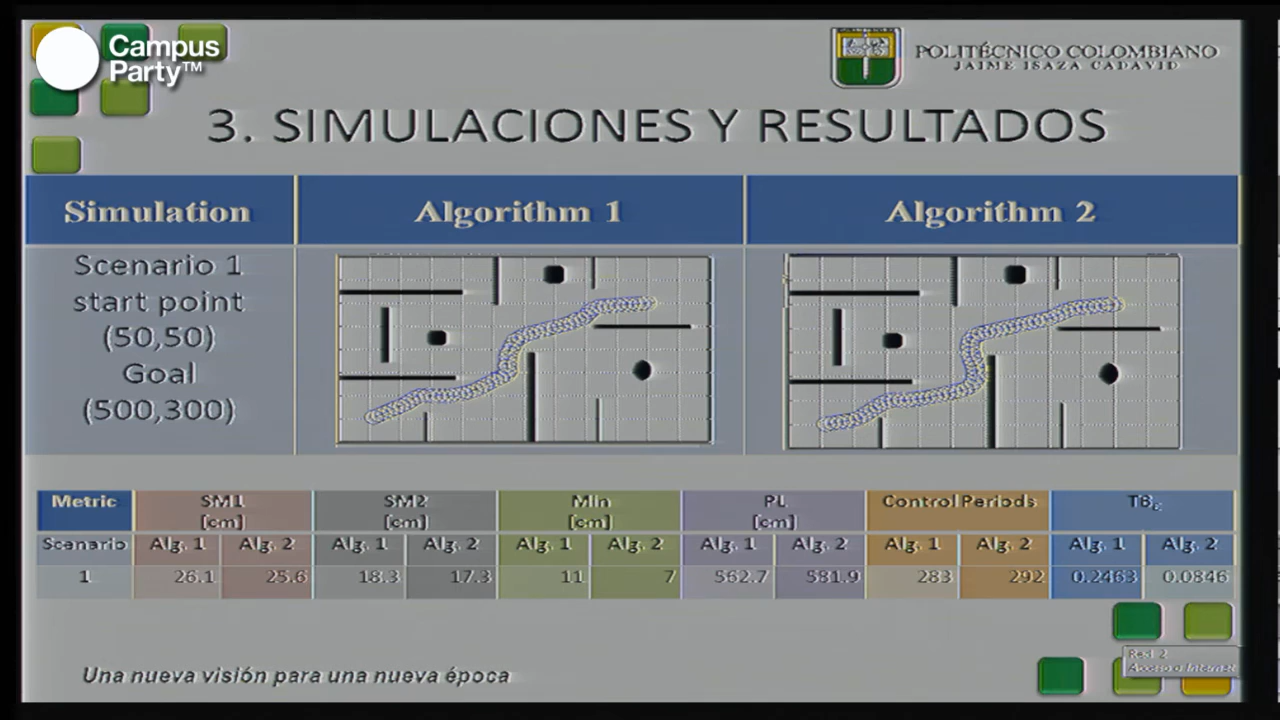 Campus
Party™
POLITÉCNICO COLOMBIANO
JAIME ISAZA CADAVID
3. SIMULACIONES Y RESULTADOS
Simulation Algorithm 1 Algorithm 2
Scenario 1
start point
(50,50)
Goal
(500,300)
Metric SM1 SM2 Min PL Control Periods
[cm] [cm] [cm] [cm]
Scenario Alg. 1 Alg. 2 Alg. 1 Alg. 2 Alg. 1 Alg. 2 Alg. 1 Alg. 2 Alg. 1 Alg. 2 Alg. 1 Alg. 2
1 26.1 25.6 18.3 17.3 11 7 562.7 581.9 283 292 0.2463 0.0846
Una nueva visión para una nueva época
Red 2
Acceso a Internet